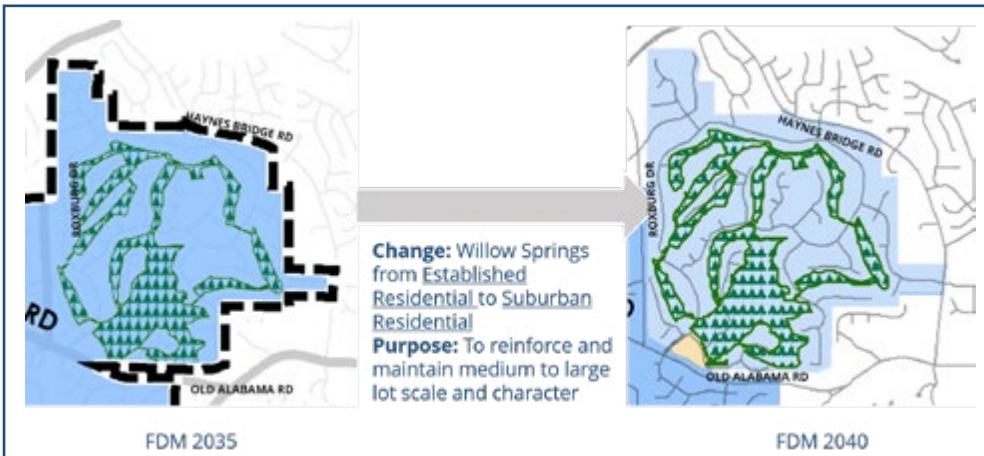 HAYNES BRIDGE RD
ROXBURG DR
RD
OLD ALABAMA RD
FDM 2035
Change: Willow Springs
from Established
Residential to Suburban
Residential
Purpose: To reinforce and
maintain medium to large
lot scale and character
HAYNES BRIDGE RD
ROXBURG DR
OLD ALABAMA RD
FDM 2040